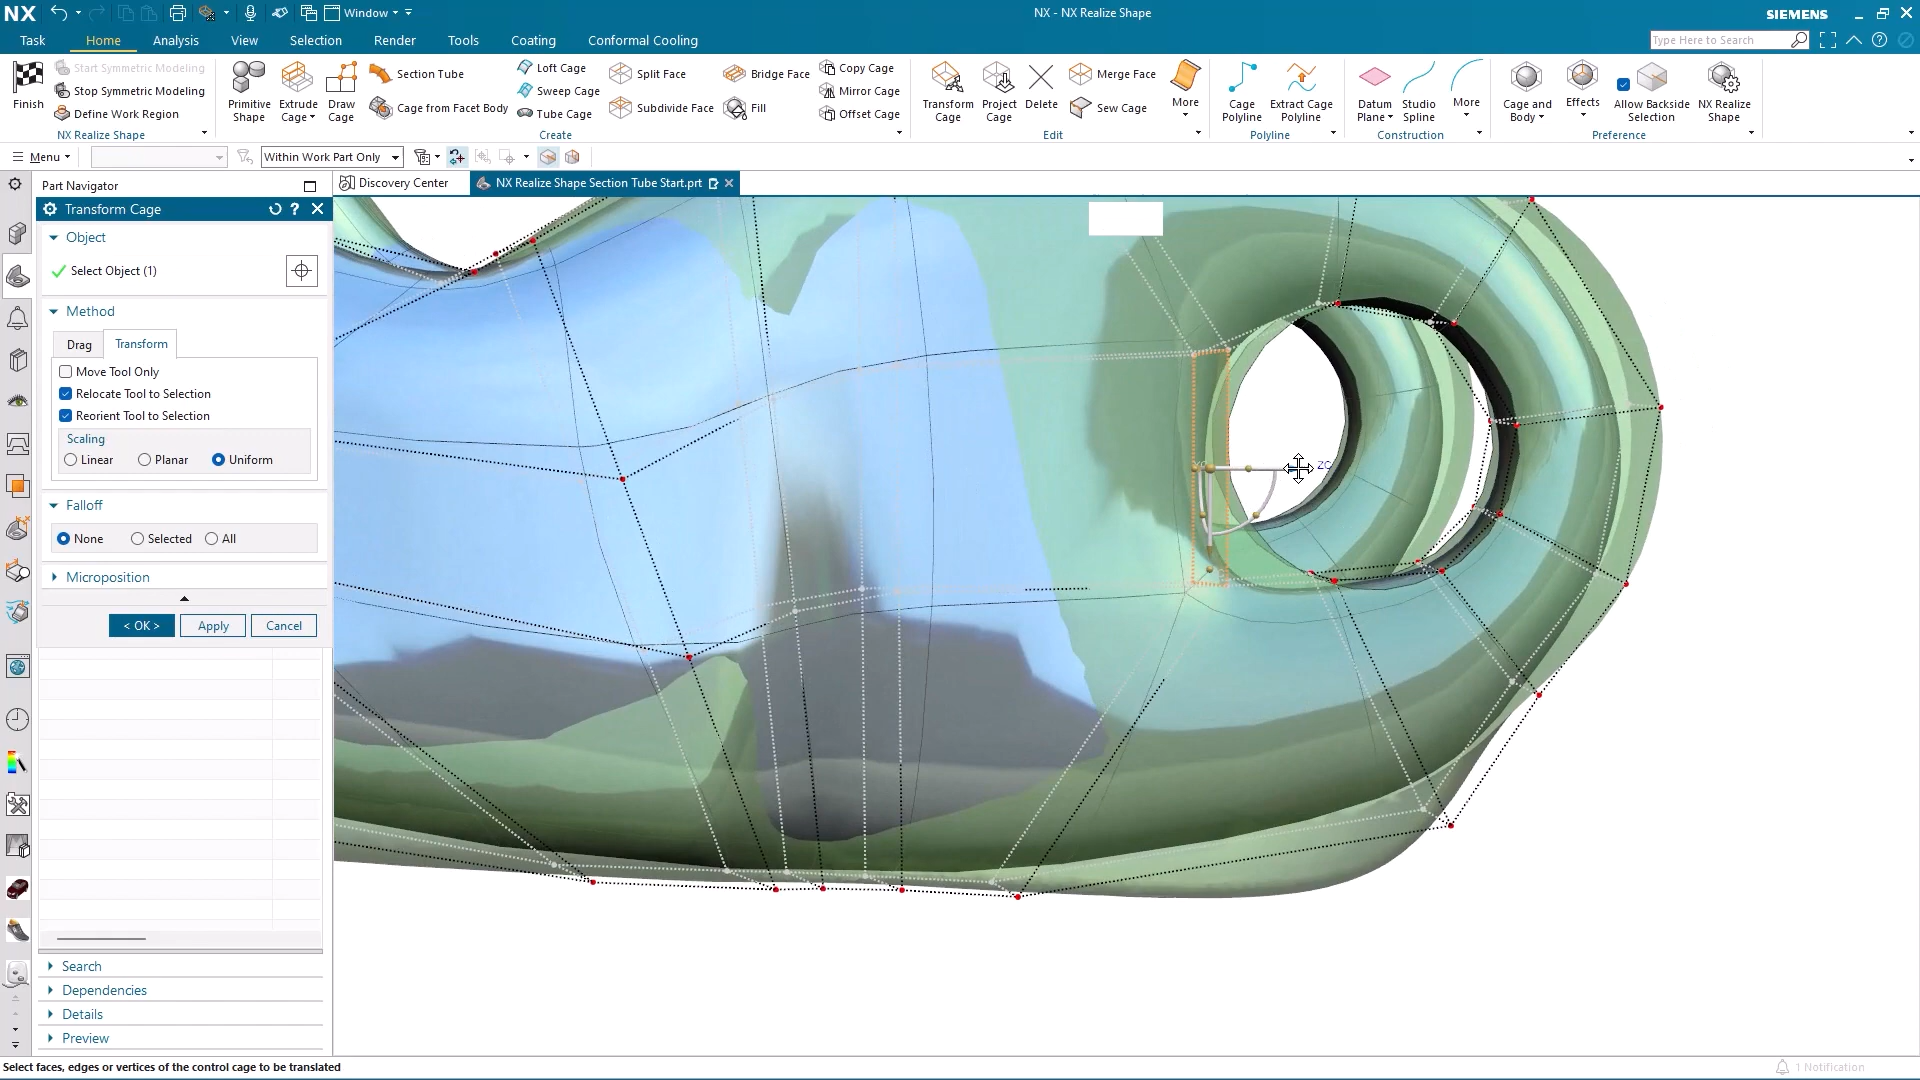 NX
Window
NX - NX Realize Shape
SIEMENS
Task
Home
Analysis
View
Selection
Render
Tools
Coating
Conformal Cooling
Type Here to Search
Finish
Start Symmetric Modeling
Stop Symmetric Modeling
Define Work Region
NX Realize Shape
Primitive
Shape
Extrude
Cage
Draw
Cage
Section Tube
Cage from Facet Body
Loft Cage
Sweep Cage
Tube Cage
Split Face
Subdivide Face
Bridge Face
Fill
Copy Cage
Mirror Cage
Offset Cage
Create
Transform
Cage
Project
Cage
Delete
Merge Face
Sew Cage
More
Edit
Cage
Polyline
Extract Cage
Polyline
Polyline
Datum
Plane
Studio
Spline
More
Construction
Cage and
Body
Effects
Allow Backside
Selection
NX Realize
Shape
Preference
Menu
Within Work Part Only
Part Navigator
Discovery Center
NX Realize Shape Section Tube Start.prt
Transform Cage
Object
Select Object (1)
Method
Drag
Transform
Move Tool Only
Relocate Tool to Selection
Reorient Tool to Selection
Scaling
Linear
Planar
Uniform
Falloff
None
Selected
All
Microposition
< OK >
Apply
Cancel
Search
Dependencies
Details
Preview
ZC
Select faces, edges or vertices of the control cage to be translated
1 Notification